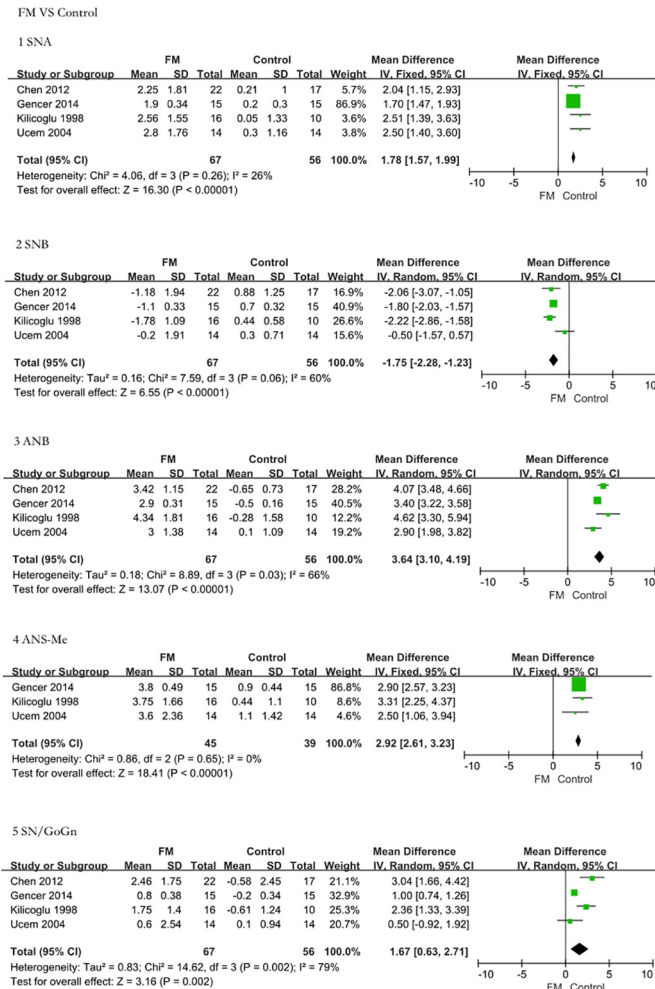 FM VS Control
1 SNA
FM Control Mean Difference Mean Difference
Study or Subgroup Mean SD Total Mean SD Total Weight IV, Fixed, 95% CI IV, Fixed, 95% CI
Chen 2012 2.25 1.81 22 0.21 1 17 5.7% 2.04 [1.15, 2.93]
Gencer 2014 1.9 0.34 15 0.2 0.3 15 86.9% 1.70 [1.47, 1.93]
Kilicoglu 1998 2.56 1.55 16 0.05 1.33 10 3.6% 2.51 [1.39, 3.63]
Ucem 2004 2.8 1.76 14 0.3 1.16 14 3.8% 2.50 [1.40, 3.60]
Total (95% CI) 67 56 100.0% 1.78 [1.57, 1.99]
Heterogeneity: Chi² = 4.06, df = 3 (P = 0.26); I² = 26%
Test for overall effect: Z = 16.30 (P < 0.00001)
-10 -5 0 5 10
FM Control
2 SNB
FM Control Mean Difference Mean Difference
Study or Subgroup Mean SD Total Mean SD Total Weight IV, Random, 95% CI IV, Random, 95% CI
Chen 2012 -1.18 1.94 22 0.88 1.25 17 16.9% -2.06 [-3.07, -1.05]
Gencer 2014 -1.1 0.33 15 0.7 0.32 15 40.9% -1.80 [-2.03, -1.57]
Kilicoglu 1998 -1.78 1.09 16 0.44 0.58 10 26.6% -2.22 [-2.86, -1.58]
Ucem 2004 -0.2 1.91 14 0.3 0.71 14 15.6% -0.50 [-1.57, 0.57]
Total (95% CI) 67 56 100.0% -1.75 [-2.28, -1.23]
Heterogeneity: Tau² = 0.16; Chi² = 7.59, df = 3 (P = 0.06); I² = 60%
Test for overall effect: Z = 6.55 (P < 0.00001)
-10 -5 0 5 10
FM Control
3 ANB
FM Control Mean Difference Mean Difference
Study or Subgroup Mean SD Total Mean SD Total Weight IV, Random, 95% CI IV, Random, 95% CI
Chen 2012 3.42 1.15 22 -0.65 0.73 17 28.2% 4.07 [3.48, 4.66]
Gencer 2014 2.9 0.31 15 -0.5 0.16 15 41.4% 3.40 [3.22, 3.58]
Kilicoglu 1998 4.34 1.81 16 -0.28 1.58 10 12.2% 4.62 [3.30, 5.94]
Ucem 2004 3 1.38 14 0.1 1.09 14 18.2% 2.90 [1.98, 3.82]
Total (95% CI) 67 56 100.0% 3.64 [3.10, 4.19]
Heterogeneity: Tau² = 0.18; Chi² = 8.89, df = 3 (P = 0.03); I² = 66%
Test for overall effect: Z = 13.07 (P < 0.00001)
-10 -5 0 5 10
FM Control
4 ANS-Me
FM Control Mean Difference Mean Difference
Study or Subgroup Mean SD Total Mean SD Total Weight IV, Fixed, 95% CI IV, Fixed, 95% CI
Gencer 2014 3.8 0.49 15 0.9 0.44 15 86.8% 2.90 [2.57, 3.23]
Kilicoglu 1998 3.75 1.66 16 0.44 1.1 10 8.6% 3.31 [2.25, 4.37]
Ucem 2004 3.6 2.36 14 1.1 1.42 14 4.6% 2.50 [1.06, 3.94]
Total (95% CI) 45 39 100.0% 2.92 [2.61, 3.23]
Heterogeneity: Chi² = 0.86, df = 2 (P = 0.65); I² = 0%
Test for overall effect: Z = 18.41 (P < 0.00001)
-10 -5 0 5 10
FM Control
5 SN/GoGn
FM Control Mean Difference Mean Difference
Study or Subgroup Mean SD Total Mean SD Total Weight IV, Random, 95% CI IV, Random, 95% CI
Chen 2012 2.46 1.75 22 -0.58 2.45 17 21.1% 3.04 [1.66, 4.42]
Gencer 2014 0.8 0.38 15 -0.2 0.34 15 32.9% 1.00 [0.74, 1.26]
Kilicoglu 1998 1.75 1.4 16 -0.61 1.24 10 25.3% 2.36 [1.33, 3.39]
Ucem 2004 0.6 2.54 14 0.1 0.94 14 20.7% 0.50 [-0.92, 1.92]
Total (95% CI) 67 56 100.0% 1.67 [0.63, 2.71]
Heterogeneity: Tau² = 0.83; Chi² = 14.62, df = 3 (P = 0.002); I² = 79%
Test for overall effect: Z = 3.16 (P = 0.002)
-10 -5 0 5 10
FM Control